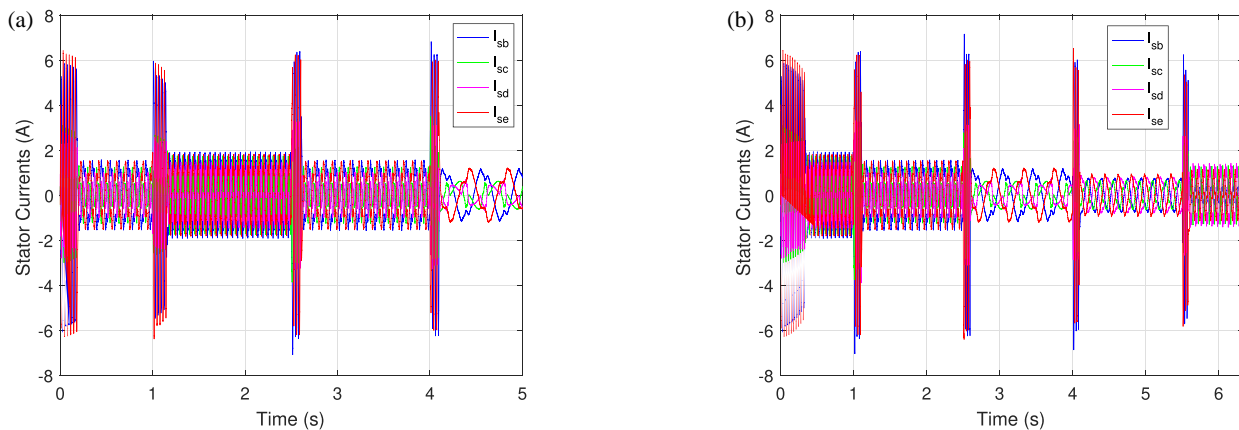 (a)
8
6
4
2
0
-2
-4
-6
-8
Stator Currents (A)
0 1 2 3 4 5
Time (s)
I_sb
I_sc
I_sd
I_se
(b)
8
6
4
2
0
-2
-4
-6
-8
Stator Currents (A)
0 1 2 3 4 5 6
Time (s)
I_sb
I_sc
I_sd
I_se